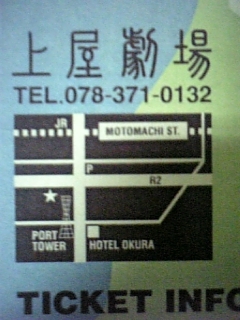 上屋劇場
TEL.078-371-0132
JR
MOTOMACHI ST.
P
R2
PORT
TOWER
HOTEL OKURA
TICKET INFO